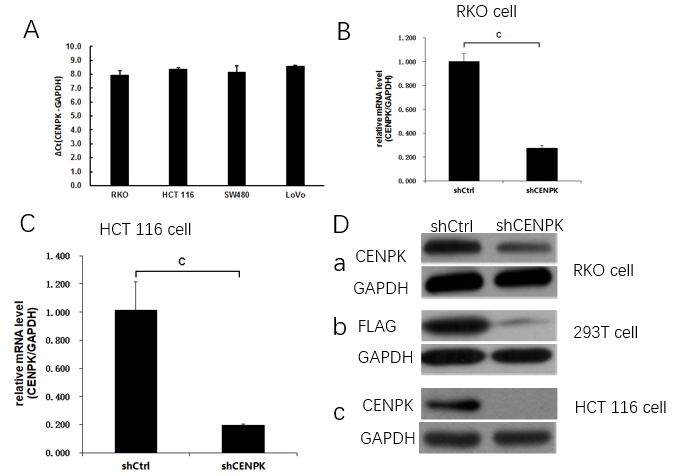 A
ΔCt(CENPK -GAPDH)
10.0
9.0
8.0
7.0
6.0
5.0
4.0
3.0
2.0
1.0
0.0
RKO
HCT 116
SW480
LoVo
B
RKO cell
relative mRNA level
(CENPK/GAPDH)
1.200
1.000
0.800
0.600
0.400
0.200
0.000
c
shCtrl
shCENPK
C
HCT 116 cell
relative mRNA level
(CENPK/GAPDH)
1.400
1.200
1.000
0.800
0.600
0.400
0.200
0.000
c
shCtrl
shCENPK
D
shCtrl
shCENPK
a
CENPK
GAPDH
RKO cell
b
FLAG
GAPDH
293T cell
c
CENPK
GAPDH
HCT 116 cell